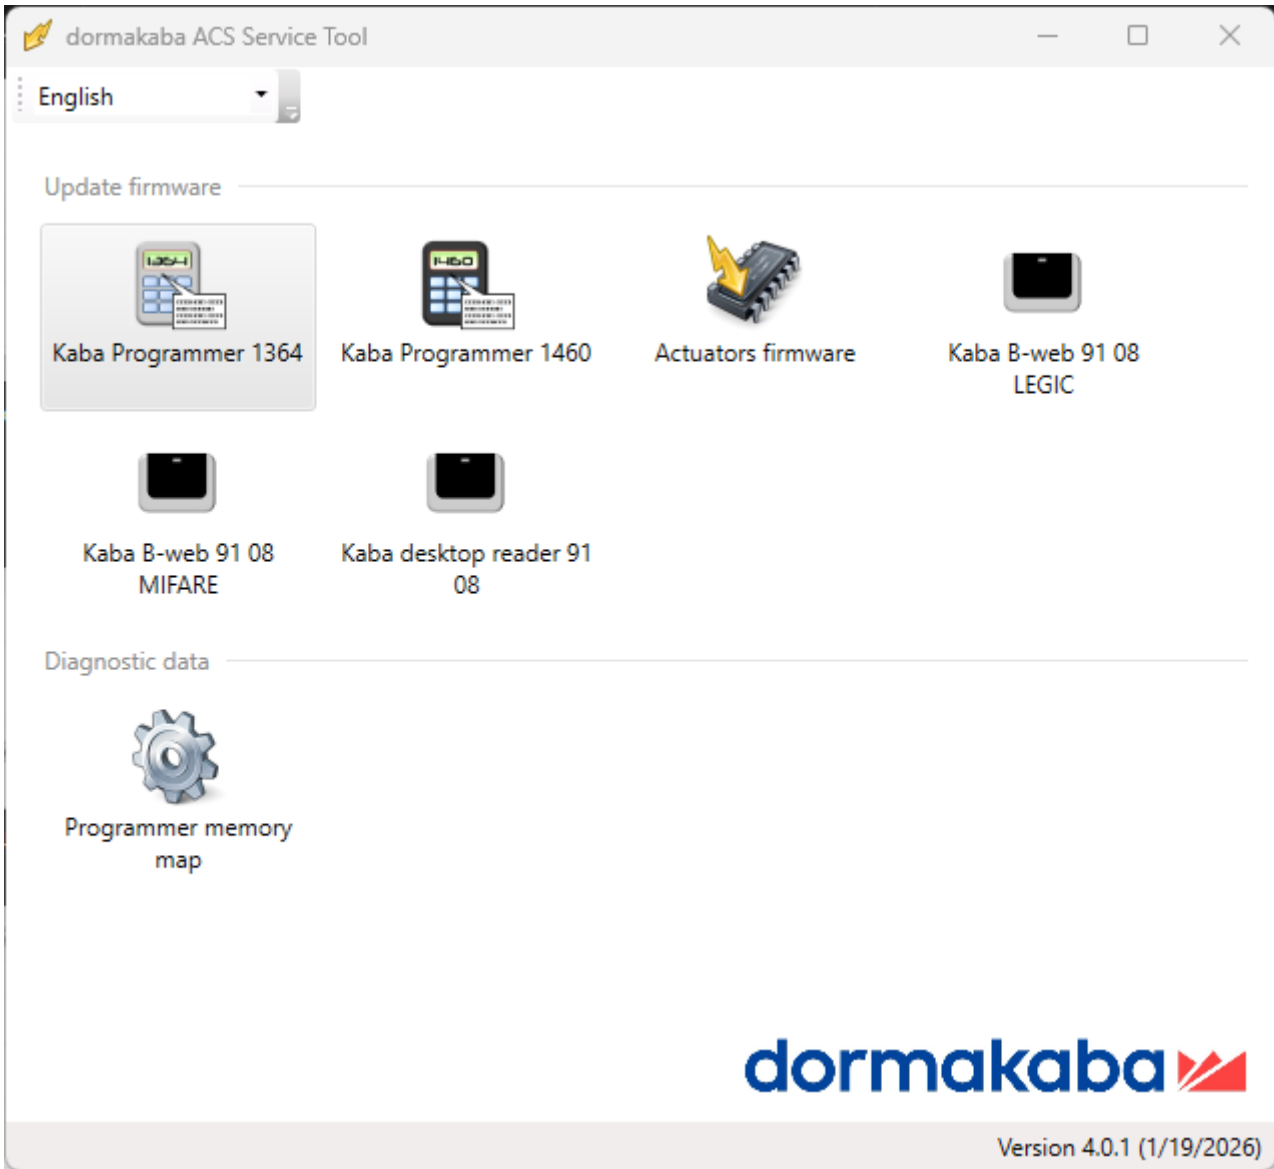 dormakaba ACS Service Tool
English
Update firmware
1364
1460
Kaba Programmer 1364
Kaba Programmer 1460
Actuators firmware
Kaba B-web 91 08
LEGIC
Kaba B-web 91 08
MIFARE
Kaba desktop reader 91
08
Diagnostic data
Programmer memory
map
dormakaba
Version 4.0.1 (1/19/2026)